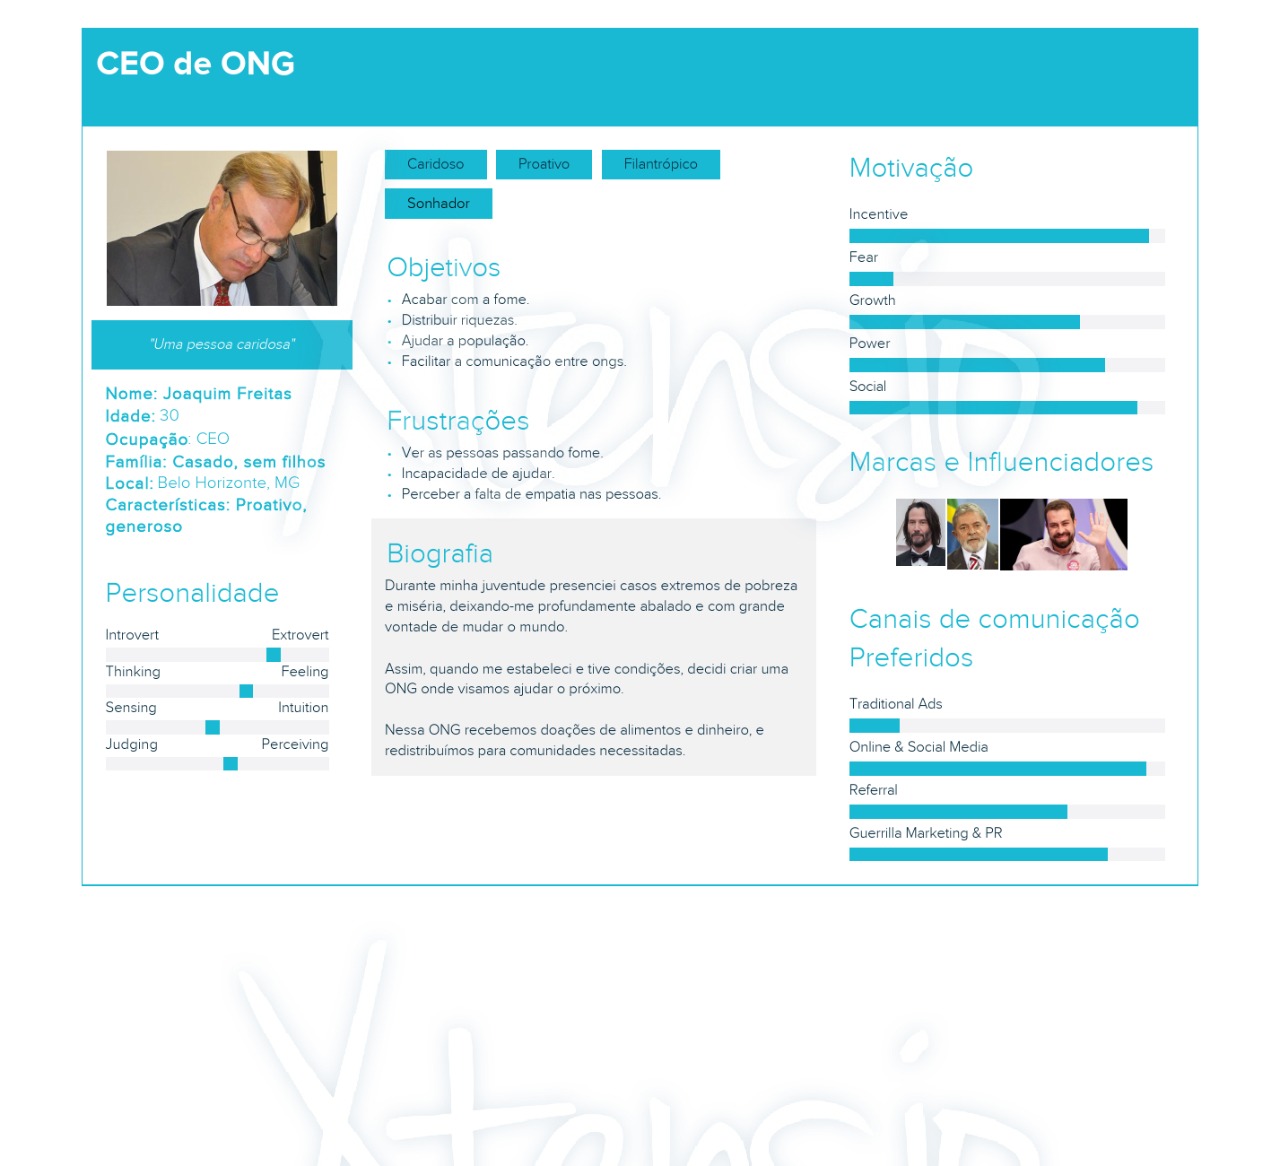 CEO de ONG
"Uma pessoa caridosa"
Nome: Joaquim Freitas
Idade: 30
Ocupação: CEO
Família: Casado, sem filhos
Local: Belo Horizonte, MG
Características: Proativo,
generoso
Personalidade
Introvert Extrovert
Thinking Feeling
Sensing Intuition
Judging Perceiving
Caridoso Proativo Filantrópico
Sonhador
Objetivos
• Acabar com a fome.
• Distribuir riquezas.
• Ajudar a população.
• Facilitar a comunicação entre ongs.
Frustrações
• Ver as pessoas passando fome.
• Incapacidade de ajudar.
• Perceber a falta de empatia nas pessoas.
Biografia
Durante minha juventude presenciei casos extremos de pobreza
e miséria, deixando-me profundamente abalado e com grande
vontade de mudar o mundo.
Assim, quando me estabeleci e tive condições, decidi criar uma
ONG onde visamos ajudar o próximo.
Nessa ONG recebemos doações de alimentos e dinheiro, e
redistribuímos para comunidades necessitadas.
Motivação
Incentive
Fear
Growth
Power
Social
Marcas e Influenciadores
Canais de comunicação
Preferidos
Traditional Ads
Online & Social Media
Referral
Guerrilla Marketing & PR
Xtensio
Xtensio